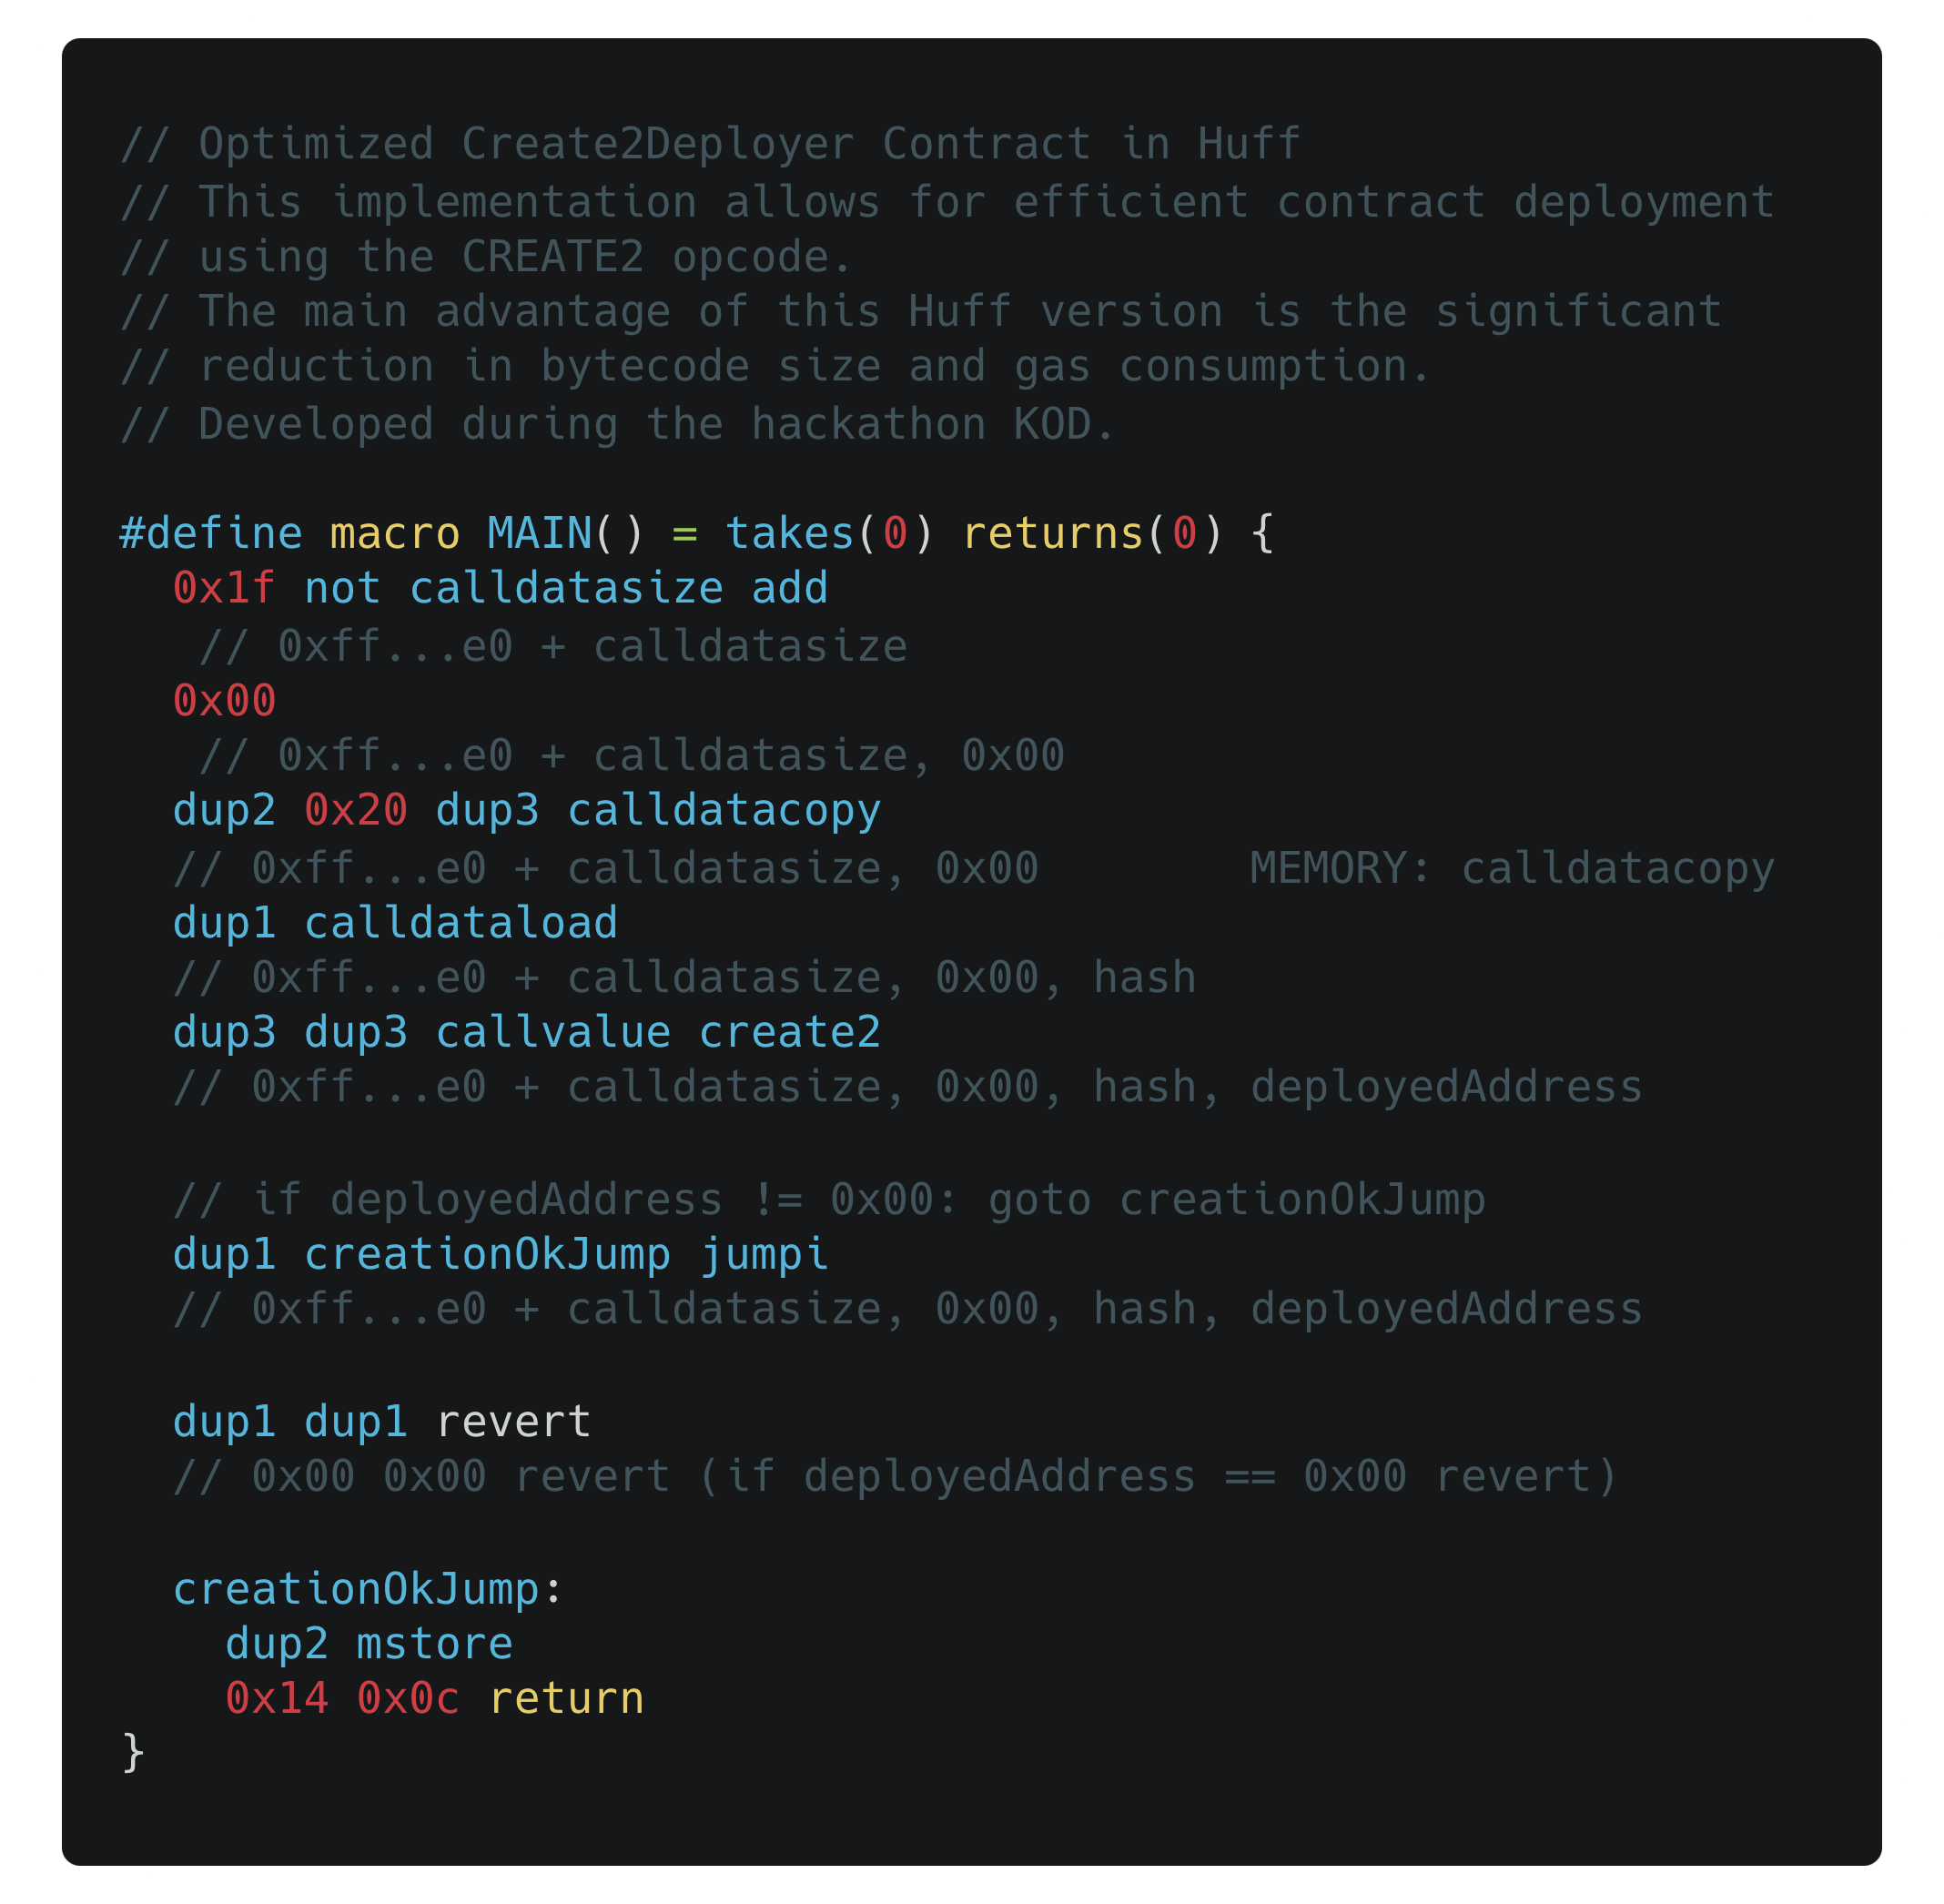 // Optimized Create2Deployer Contract in Huff
// This implementation allows for efficient contract deployment
// using the CREATE2 opcode.
// The main advantage of this Huff version is the significant
// reduction in bytecode size and gas consumption.
// Developed during the hackathon KOD.

#define macro MAIN() = takes(0) returns(0) {
  0x1f not calldatasize add
   // 0xff...e0 + calldatasize
  0x00
   // 0xff...e0 + calldatasize, 0x00
  dup2 0x20 dup3 calldatacopy
  // 0xff...e0 + calldatasize, 0x00        MEMORY: calldatacopy
  dup1 calldataload
  // 0xff...e0 + calldatasize, 0x00, hash
  dup3 dup3 callvalue create2
  // 0xff...e0 + calldatasize, 0x00, hash, deployedAddress

  // if deployedAddress != 0x00: goto creationOkJump
  dup1 creationOkJump jumpi
  // 0xff...e0 + calldatasize, 0x00, hash, deployedAddress

  dup1 dup1 revert
  // 0x00 0x00 revert (if deployedAddress == 0x00 revert)

  creationOkJump:
    dup2 mstore
    0x14 0x0c return
}